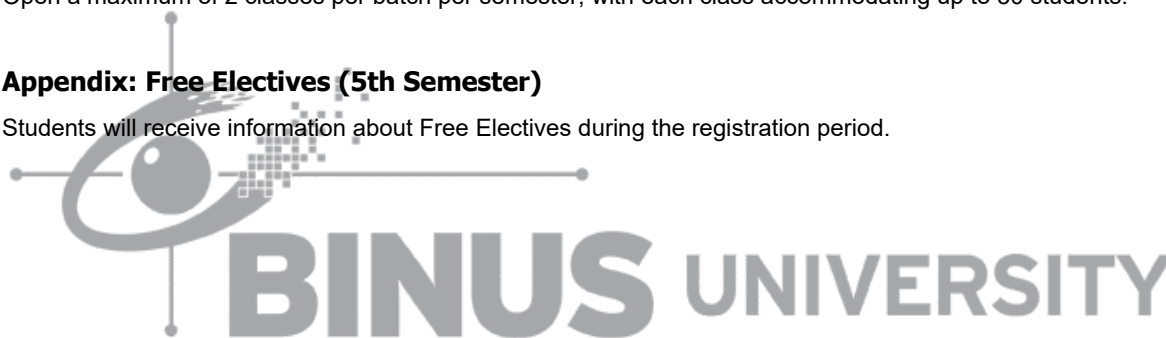 Open a maximum of 2 classes per batch per semester, with each class accommodating up to
students.
Appendix: Free Electives (5th Semester)
Students will receive information about Free Electives during the registration period.
BINUS UNIVERSITY